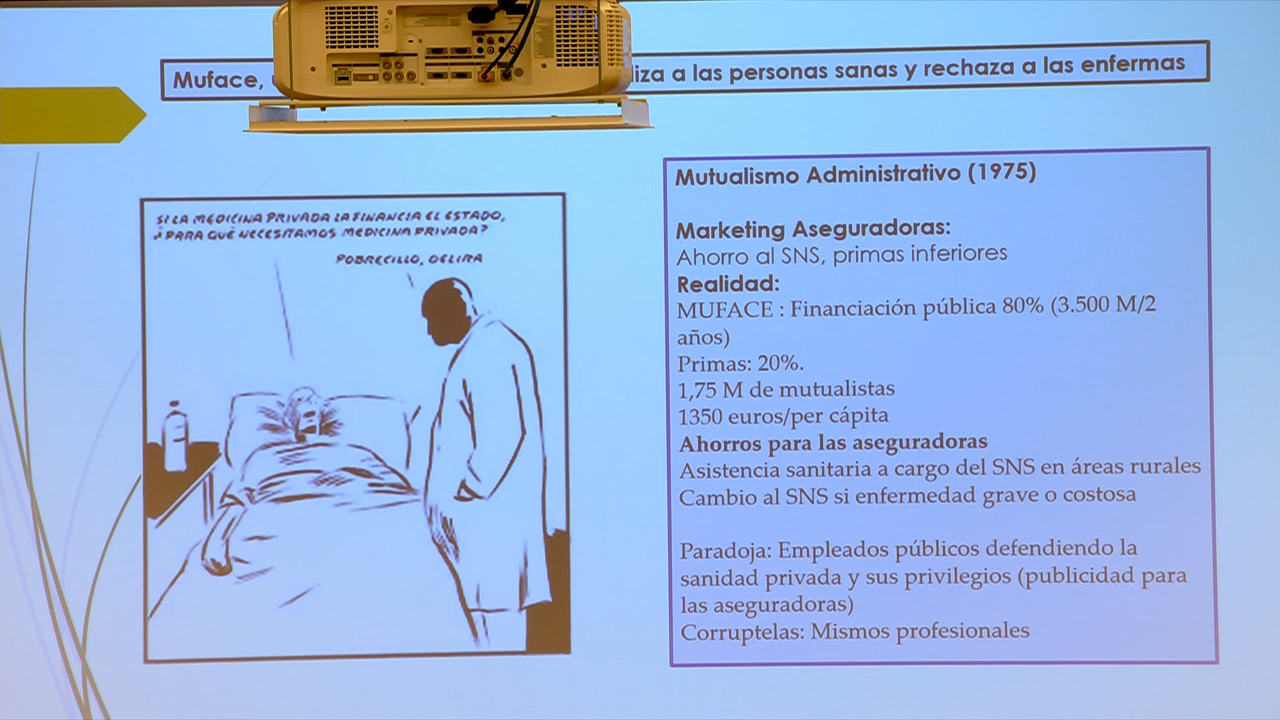 Muface, liza a las personas sanas y rechaza a las enfermas
SI LA MEDICINA PRIVADA LA FINANCIA EL ESTADO,
¿PARA QUÉ NECESITAMOS MEDICINA PRIVADA?
POBRECILLO, DELIRA
Mutualismo Administrativo (1975)
Marketing Aseguradoras:
Ahorro al SNS, primas inferiores
Realidad:
MUFACE : Financiación pública 80% (3.500 M/2
años)
Primas: 20%.
1,75 M de mutualistas
1350 euros/per cápita
Ahorros para las aseguradoras
Asistencia sanitaria a cargo del SNS en áreas rurales
Cambio al SNS si enfermedad grave o costosa
Paradoja: Empleados públicos defendiendo la
sanidad privada y sus privilegios (publicidad para
las aseguradoras)
Corruptelas: Mismos profesionales